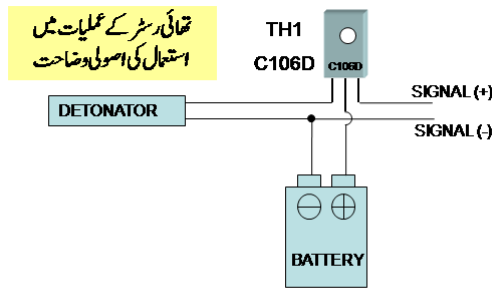 تھائی رسٹر کے عملیات میں
استعمال کی اصولی وضاحت
TH1
C106D
C106D
SIGNAL (+)
DETONATOR
SIGNAL (-)
BATTERY